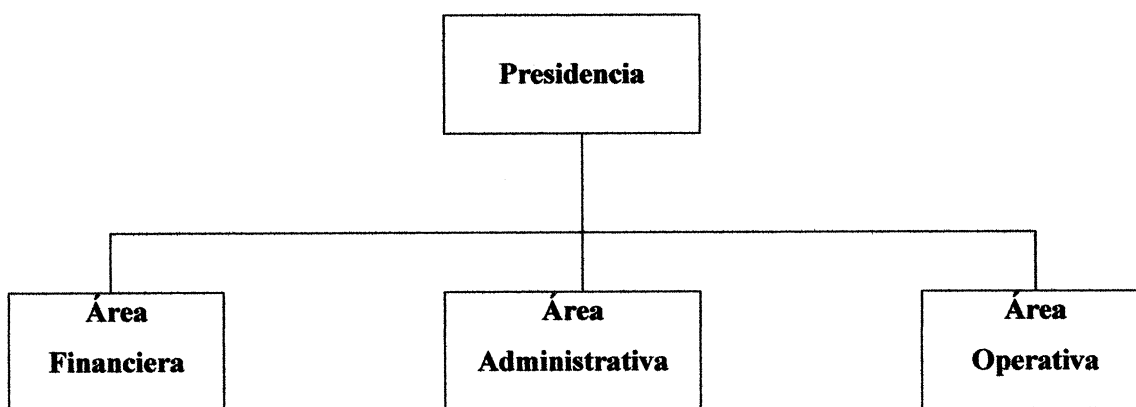 Presidencia
Área
Financiera
Área
Administrativa
Área
Operativa